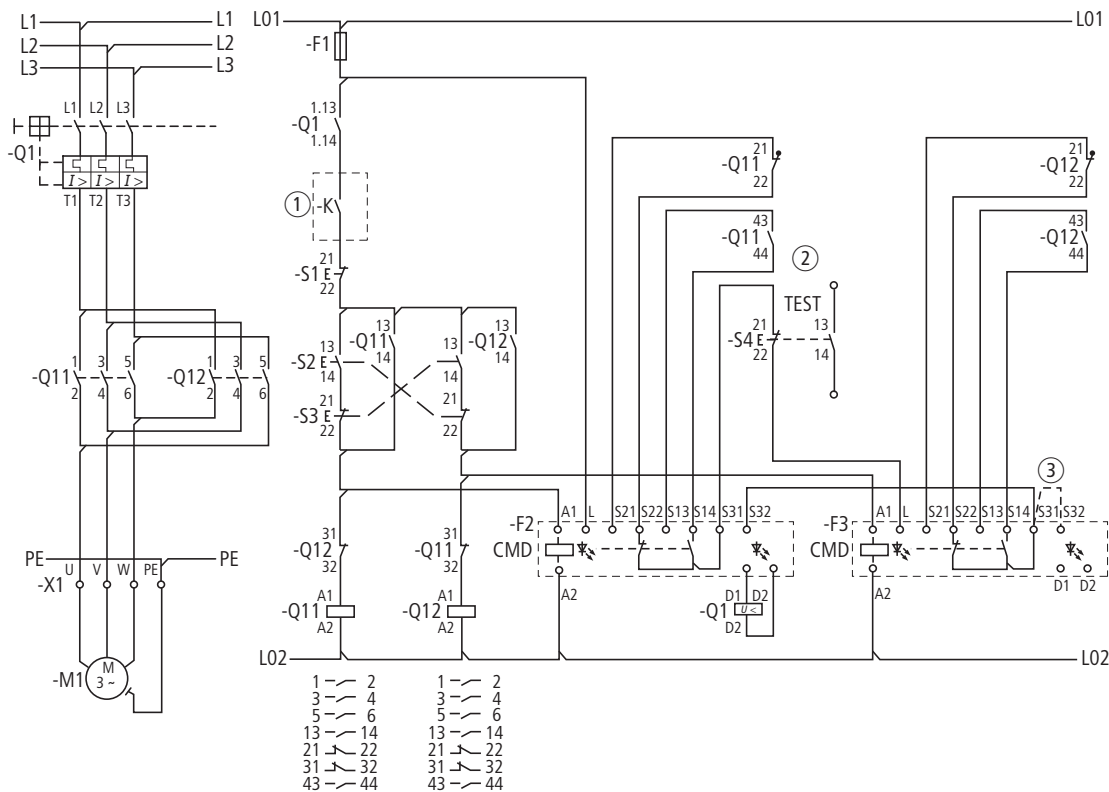 L1 L1 L01 L01
L2 L2 -F1
L3 L3
L1 L2 L3
-Q1
I > I > I >
T1 T2 T3
1.13
-Q1
1.14
1 -K
21
-S1 E
22
13 13
-Q11 -Q12
14 14
13 13
-S2 E
14 14
21 21
-S3 E
22 22
21 21
-Q11 -Q12
22 22
43 43
-Q11 -Q12
44 44
2
TEST
21 13
-S4 E
22 14
1 3 5 1 3 5
-Q11 -Q12
2 4 6 2 4 6
3
A1 L S21 S22 S13 S14 S31 S32
-F2
CMD
A2 D1 D2
-Q1 U <
D2
A1 L S21 S22 S13 S14 S31 S32
-F3
CMD
A2 D1 D2
31 31
-Q12 -Q11
32 32
A1 A1
-Q11 -Q12
A2 A2
PE PE
U V W PE
-X1
M
3 ~
-M1
L02 L02
1 2 1 2
3 4 3 4
5 6 5 6
13 14 13 14
21 22 21 22
31 32 31 32
43 44 43 44